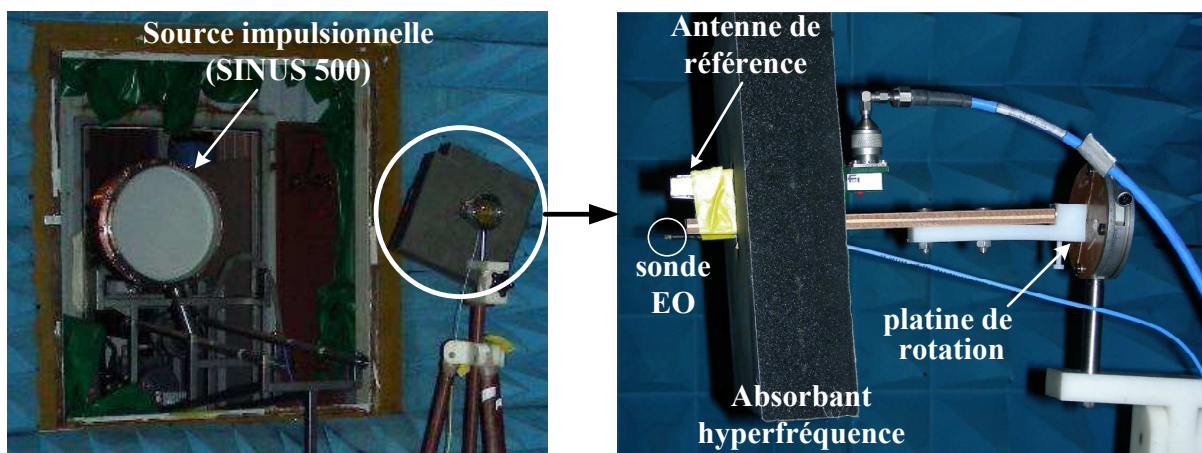 Source impulsionnelle
(SINUS 500)
Antenne de
référence
sonde
EO
platine de
rotation
Absorbant
hyperfréquence